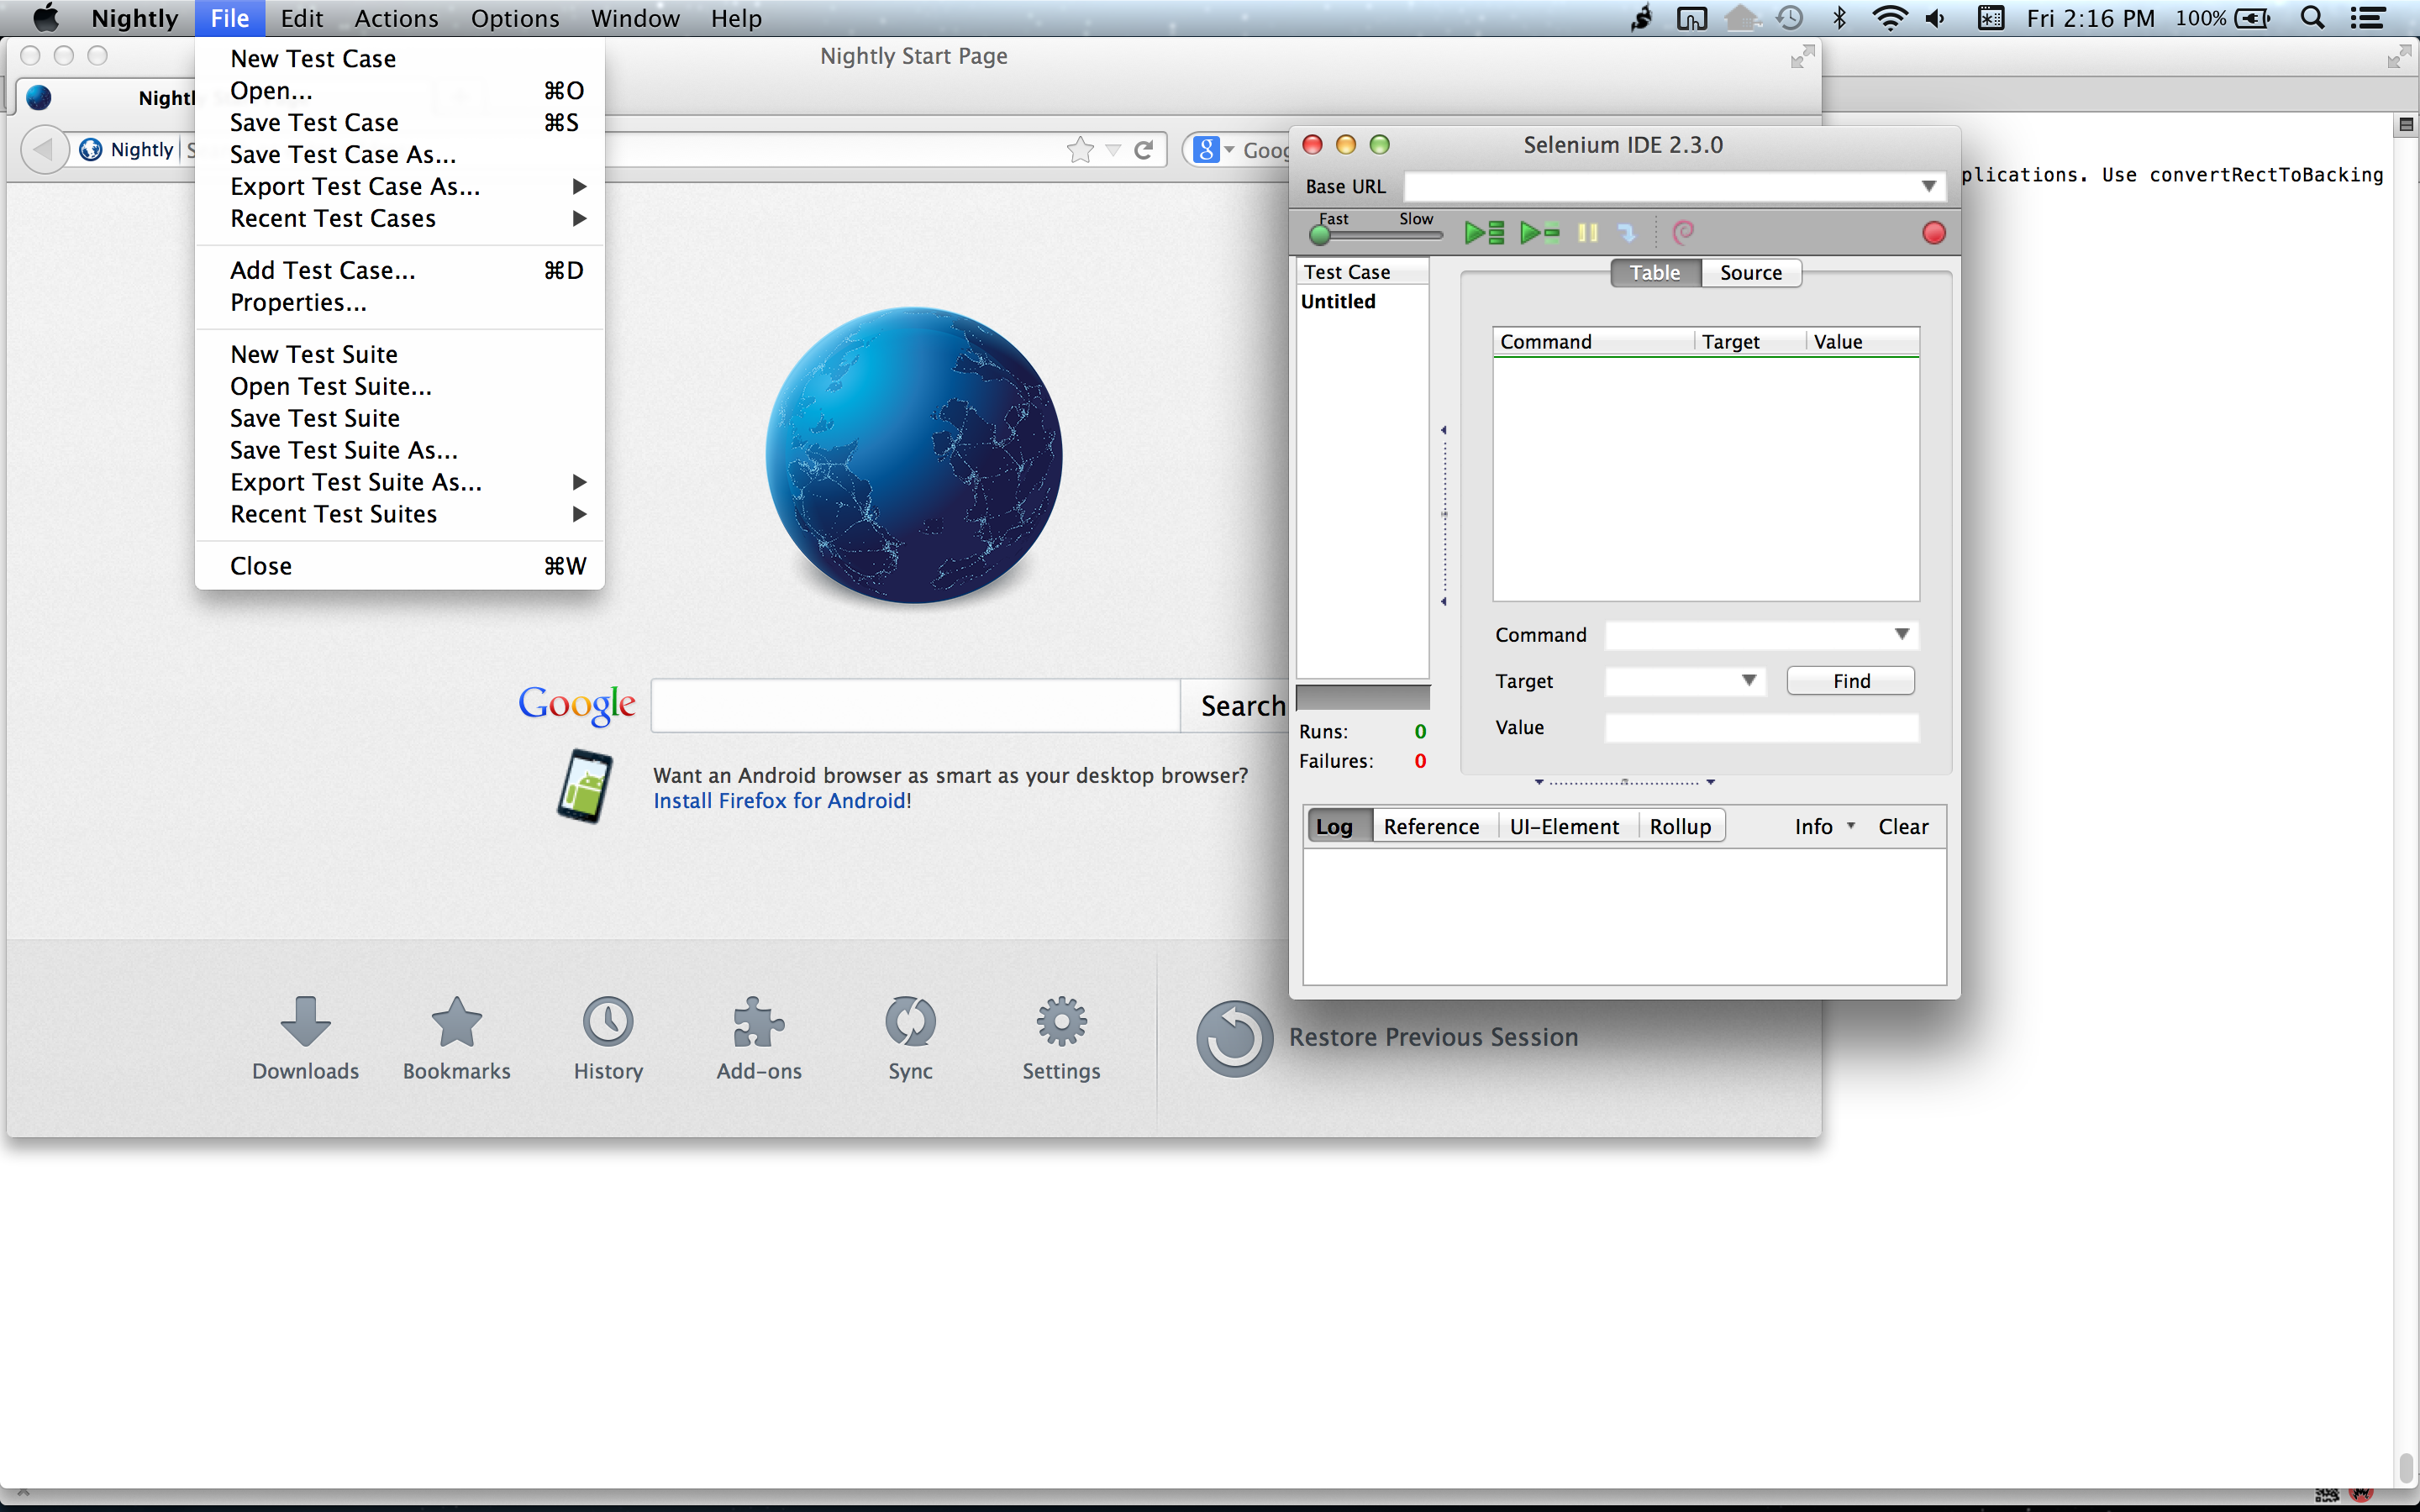 Nightly File Edit Actions Options Window Help Fri 2:16 PM 100%
Nightly Start Page
Nightl
Nightly
Goog
New Test Case
Open... ⌘O
Save Test Case ⌘S
Save Test Case As...
Export Test Case As...
Recent Test Cases
Add Test Case... ⌘D
Properties...
New Test Suite
Open Test Suite...
Save Test Suite
Save Test Suite As...
Export Test Suite As...
Recent Test Suites
Close ⌘W
Google Search
Want an Android browser as smart as your desktop browser?
Install Firefox for Android!
Downloads Bookmarks History Add-ons Sync Settings Restore Previous Session
Selenium IDE 2.3.0
Base URL
Fast Slow
Test Case
Untitled
Table Source
Command Target Value
Command
Target Find
Value
Runs: 0
Failures: 0
Log Reference UI-Element Rollup Info Clear
plications. Use convertRectToBacking